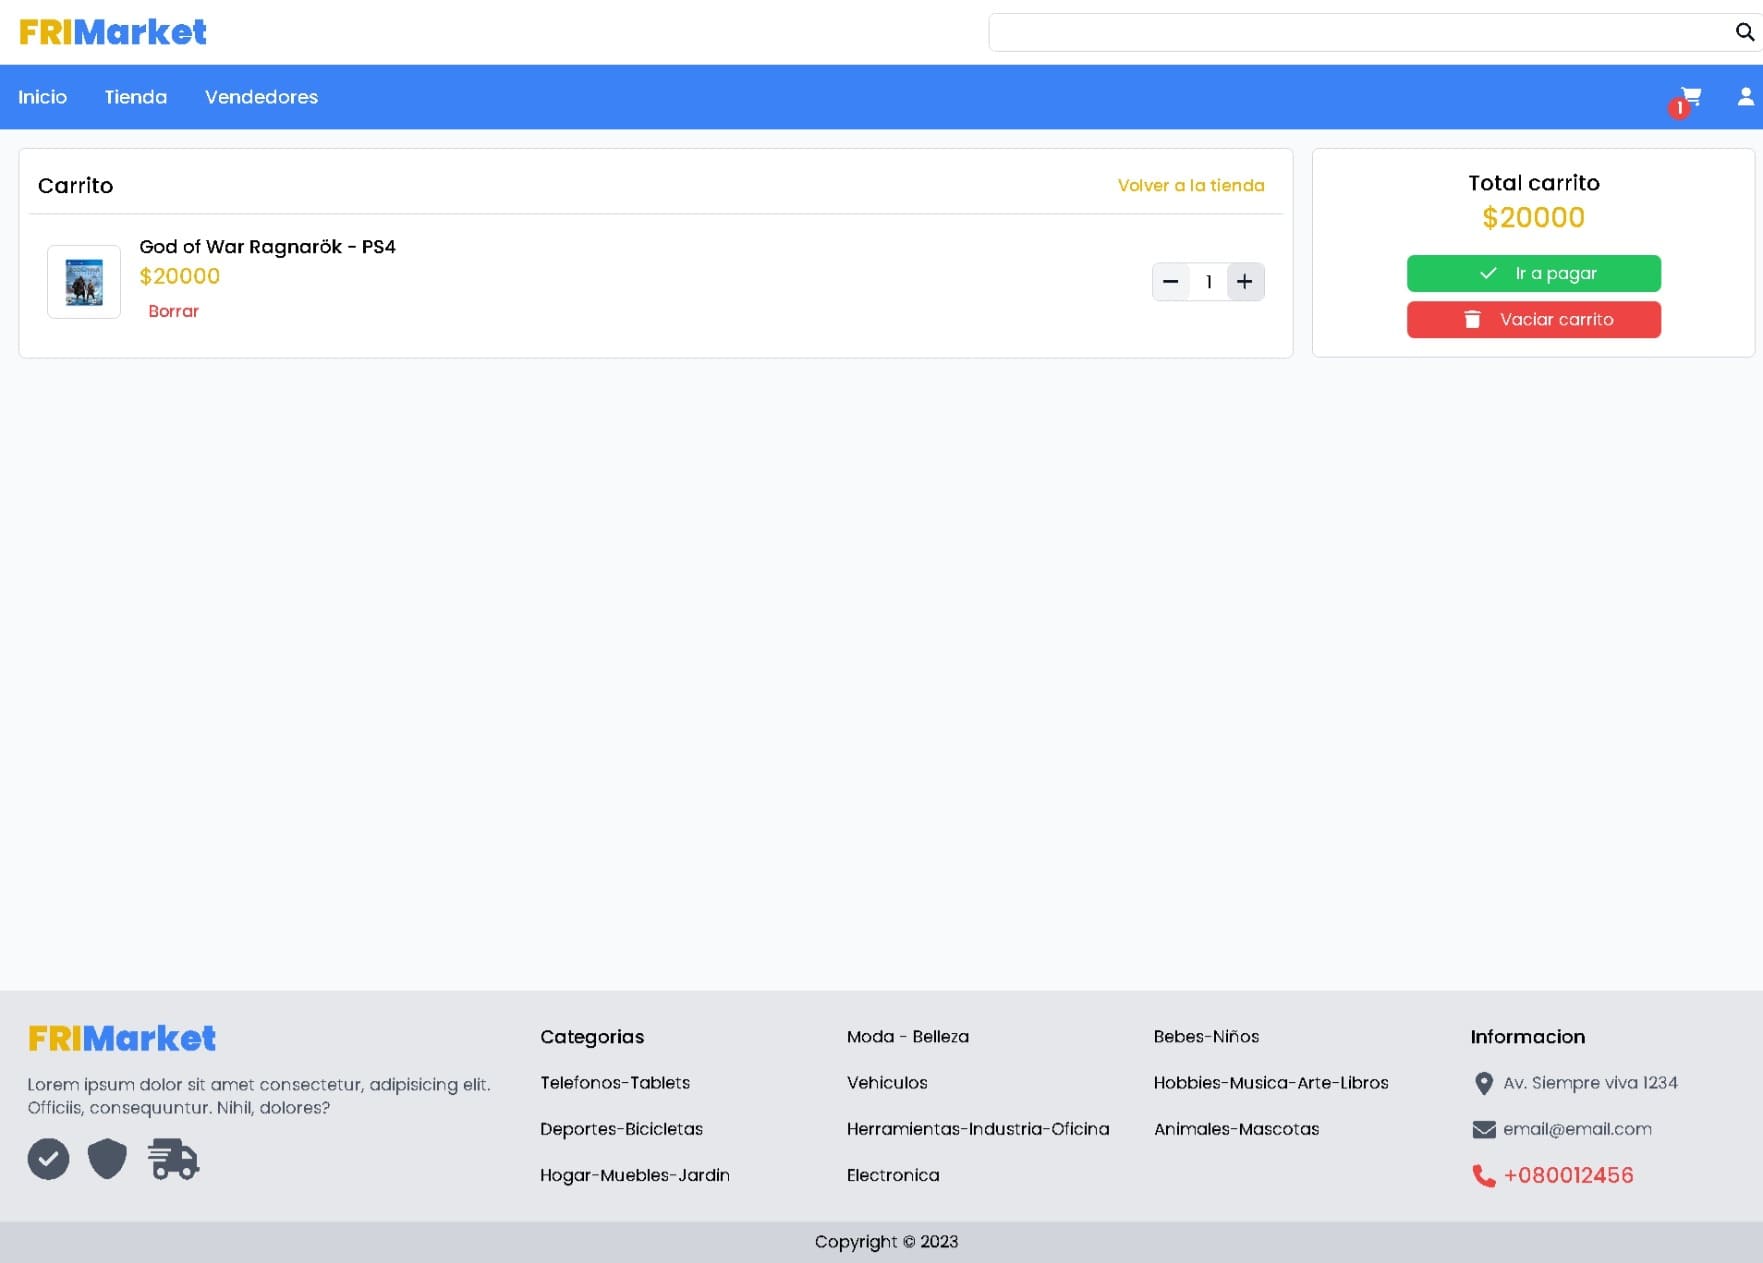 FRIMarket
Inicio
Tienda
Vendedores
1
Carrito
Volver a la tienda
God of War Ragnarök - PS4
$20000
Borrar
1
Total carrito
$20000
Ir a pagar
Vaciar carrito
FRIMarket
Lorem ipsum dolor sit amet consectetur, adipisicing elit.
Officiis, consequuntur. Nihil, dolores?
Categorias
Telefonos-Tablets
Deportes-Bicicletas
Hogar-Muebles-Jardin
Moda - Belleza
Vehiculos
Herramientas-Industria-Oficina
Electronica
Bebes-Niños
Hobbies-Musica-Arte-Libros
Animales-Mascotas
Informacion
Av. Siempre viva 1234
email@email.com
+080012456
Copyright © 2023